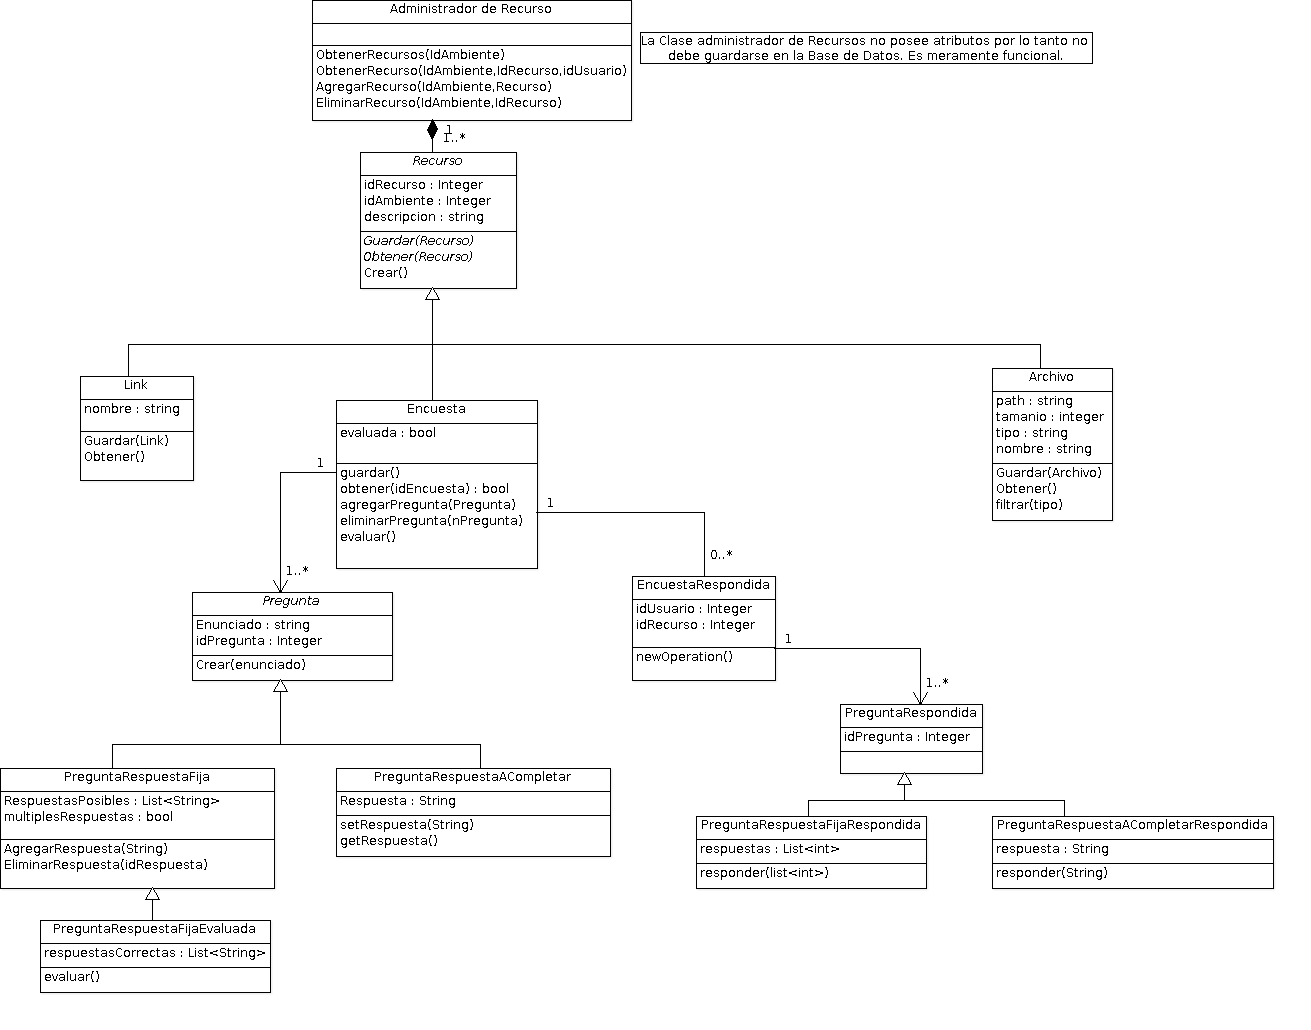 Administrador de Recurso
ObtenerRecursos(IdAmbiente)
ObtenerRecurso(IdAmbiente,IdRecurso,idUsuario)
AgregarRecurso(IdAmbiente,Recurso)
EliminarRecurso(IdAmbiente,IdRecurso)
La Clase administrador de Recursos no posee atributos por lo tanto no
debe guardarse en la Base de Datos. Es meramente funcional.
1
1..*
Recurso
idRecurso : Integer
idAmbiente : Integer
descripcion : string
Guardar(Recurso)
Obtener(Recurso)
Crear()
Link
nombre : string
Guardar(Link)
Obtener()
Encuesta
evaluada : bool
guardar()
obtener(idEncuesta) : bool
agregarPregunta(Pregunta)
eliminarPregunta(nPregunta)
evaluar()
Archivo
path : string
tamanio : integer
tipo : string
nombre : string
Guardar(Archivo)
Obtener()
filtrar(tipo)
1
1..*
1
0..*
Pregunta
Enunciado : string
idPregunta : Integer
Crear(enunciado)
EncuestaRespondida
idUsuario : Integer
idRecurso : Integer
newOperation()
1
1..*
PreguntaRespondida
idPregunta : Integer
PreguntaRespuestaFija
RespuestasPosibles : List<String>
multiplesRespuestas : bool
AgregarRespuesta(String)
EliminarRespuesta(idRespuesta)
PreguntaRespuestaACompletar
Respuesta : String
setRespuesta(String)
getRespuesta()
PreguntaRespuestaFijaRespondida
respuestas : List<int>
responder(list<int>)
PreguntaRespuestaACompletarRespondida
respuesta : String
responder(String)
PreguntaRespuestaFijaEvaluada
respuestasCorrectas : List<String>
evaluar()